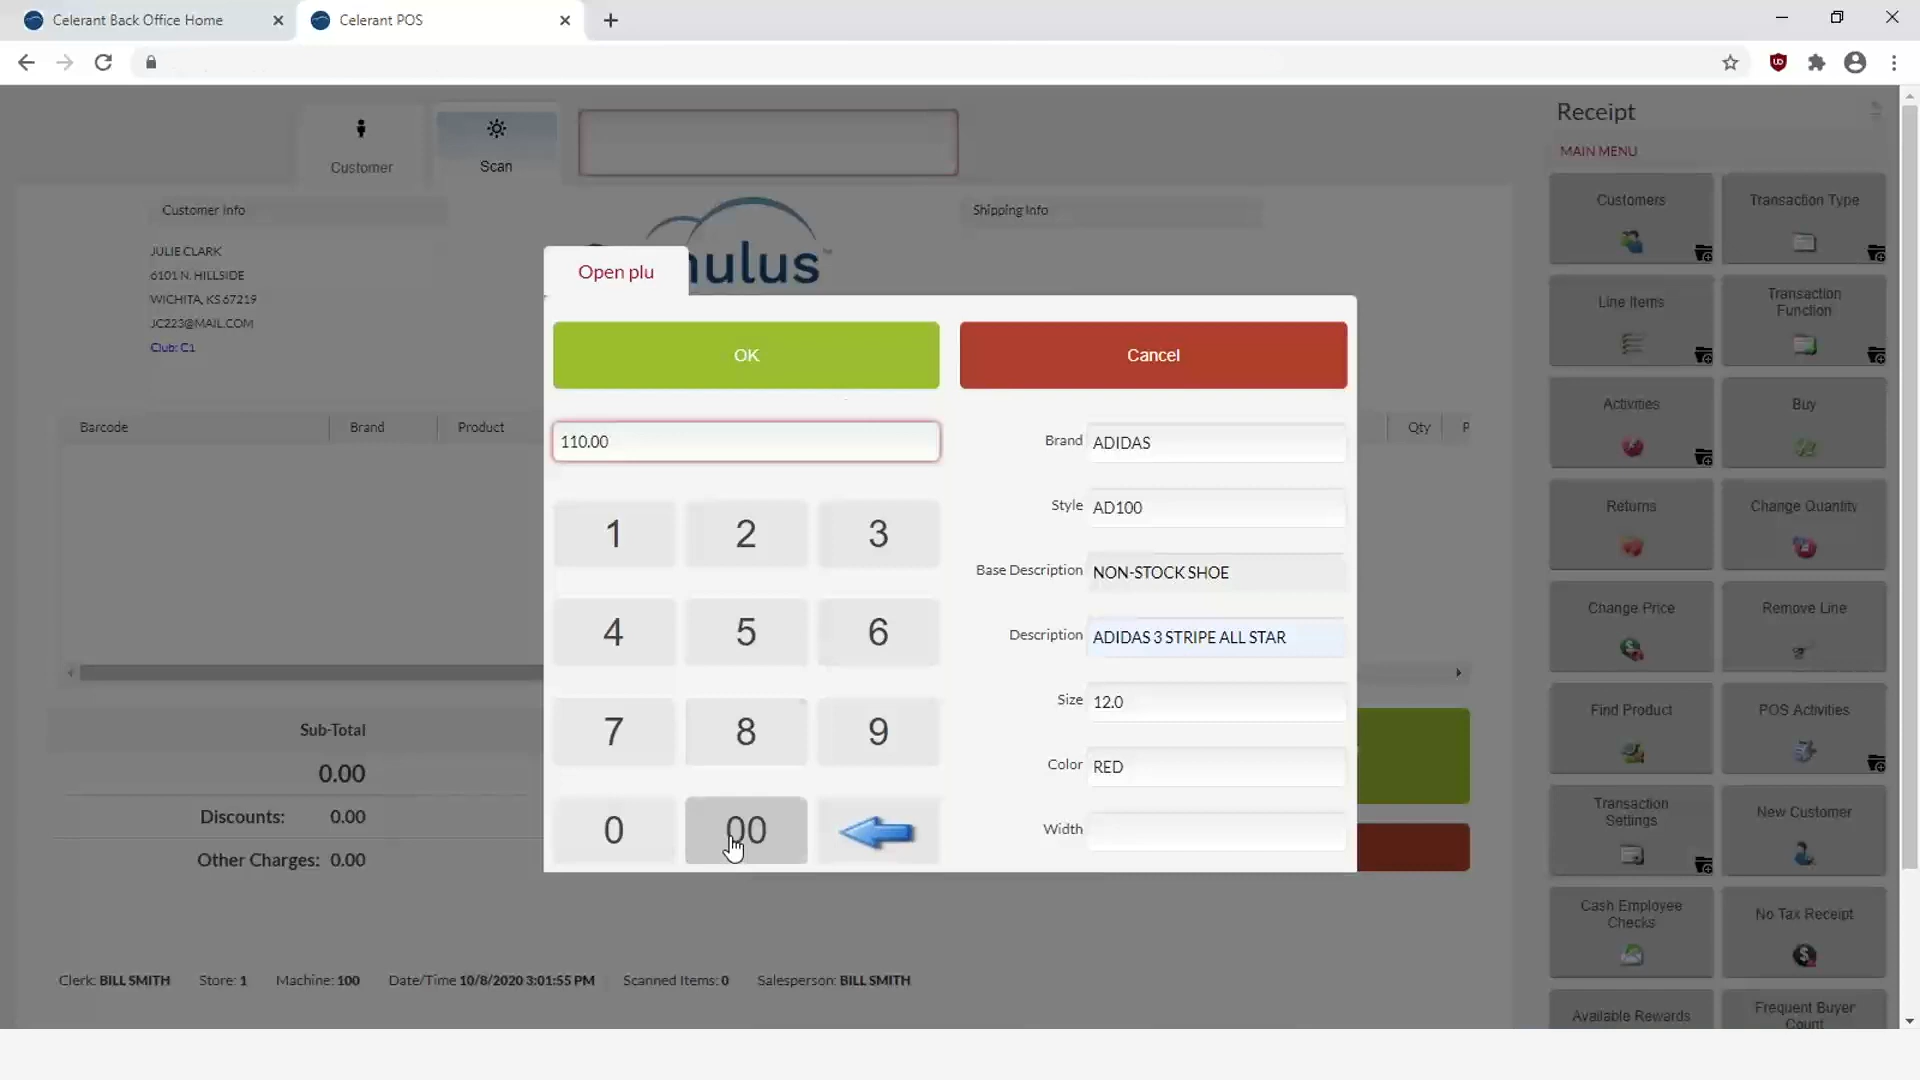 Celerant Back Office Home
Celerant POS
Customer
Scan
Receipt
MAIN MENU
Customers
Transaction Type
Line Items
Transaction
Function
Activities
Buy
Returns
Change Quantity
Change Price
Remove Line
Find Product
POS Activities
Transaction
Settings
New Customer
Cash Employee
Checks
No Tax Receipt
Available Rewards
Frequent Buyer
Count
Customer Info
Shipping Info
JULIE CLARK
6101 N. HILLSIDE
WICHITA, KS 67219
JC223@MAIL.COM
Club: C1
nulus™
Open plu
OK
Cancel
Barcode
Brand
Product
Qty
P
110.00
1 2 3
4 5 6
7 8 9
0 00
Brand ADIDAS
Style AD100
Base Description NON-STOCK SHOE
Description ADIDAS 3 STRIPE ALL STAR
Size 12.0
Color RED
Width
Sub-Total
0.00
Discounts: 0.00
Other Charges: 0.00
Clerk: BILL SMITH Store: 1 Machine: 100 Date/Time 10/8/2020 3:01:55 PM Scanned Items: 0 Salesperson: BILL SMITH